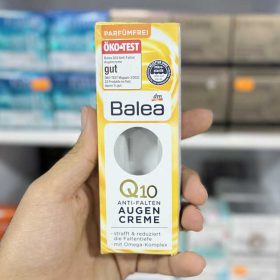 PARFÜMFREI
ÖKO-TEST
gut
Balea
dm
Q10
ANTI-FALTEN
AUGEN
CREME
- strafft & reduziert
die Faltentiefe
- mit Omega-Komplex